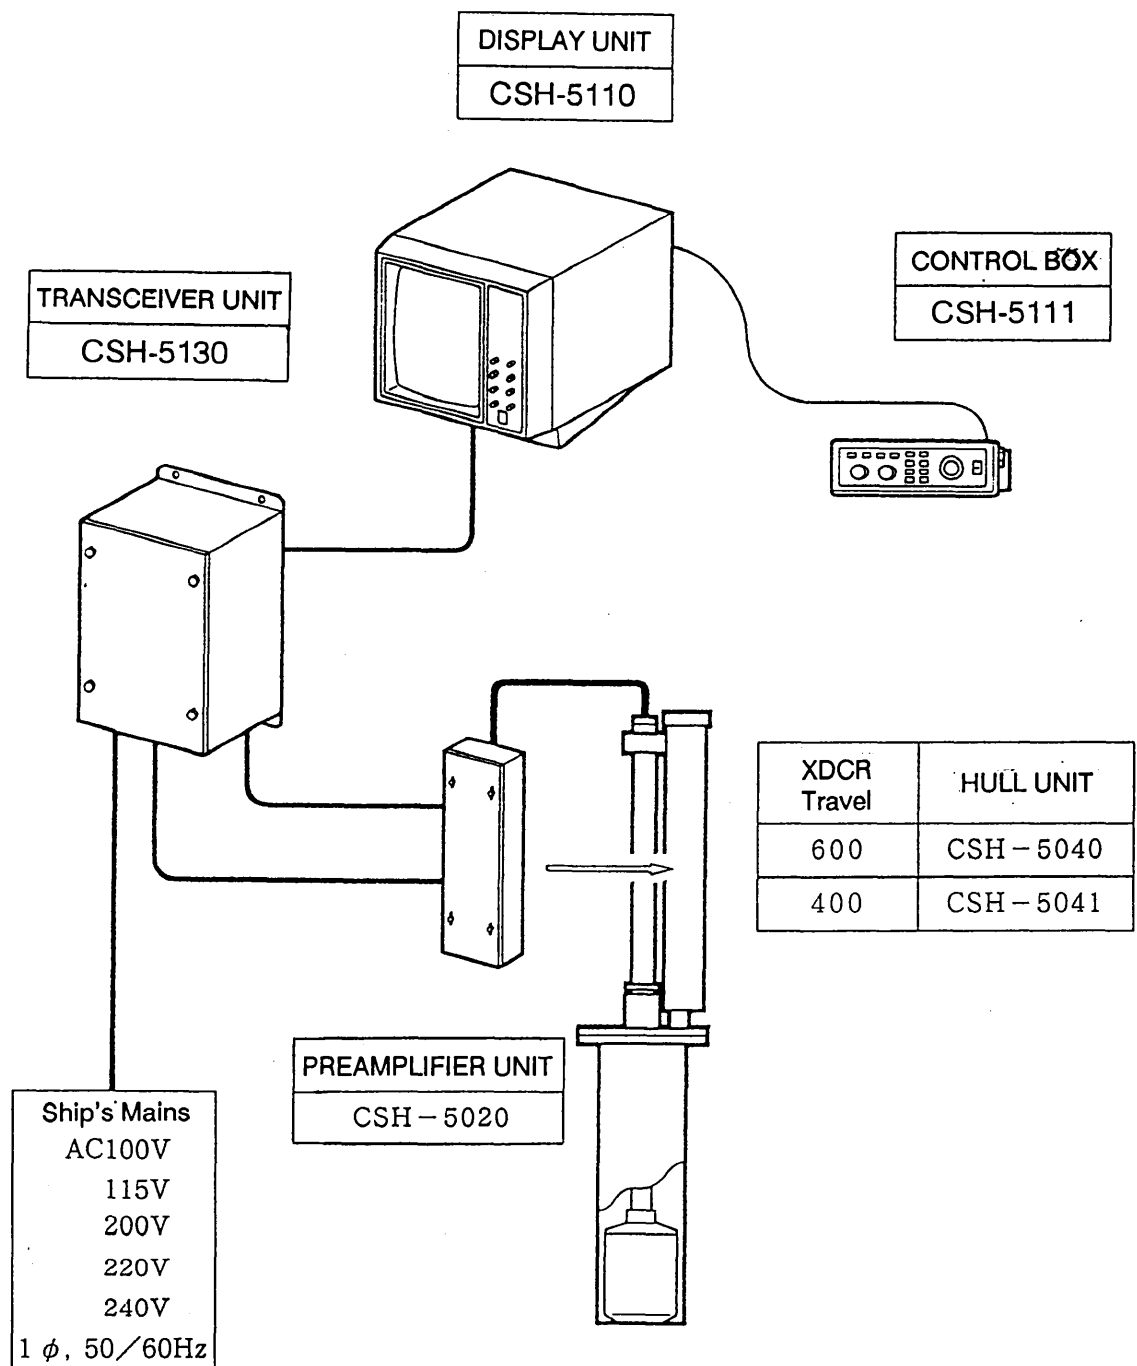 DISPLAY UNIT
CSH-5110
CONTROL BOX
CSH-5111
TRANSCEIVER UNIT
CSH-5130
XDCR
Travel
HULL UNIT
600 CSH-5040
400 CSH-5041
PREAMPLIFIER UNIT
CSH-5020
Ship's Mains
AC100V
115V
200V
220V
240V
1 ϕ, 50/60Hz